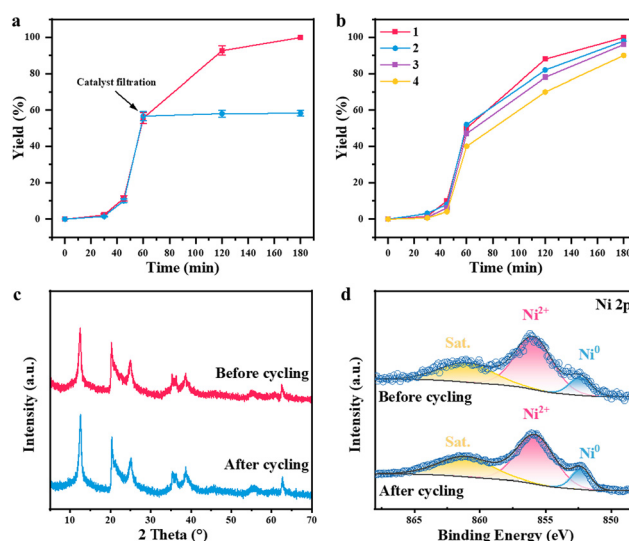 a
Yield (%)
100
80
60
40
20
0
Catalyst filtration
0 20 40 60 80 100 120 140 160 180
Time (min)
b
Yield (%)
100
80
60
40
20
0
1
2
3
4
0 20 40 60 80 100 120 140 160 180
Time (min)
c
Intensity (a.u.)
Before cycling
After cycling
10 20 30 40 50 60 70
2 Theta (°)
d
Ni 2p
Intensity (a.u.)
Ni²⁺
Sat.
Ni⁰
Before cycling
Ni²⁺
Sat.
Ni⁰
After cycling
865 860 855 850
Binding Energy (eV)